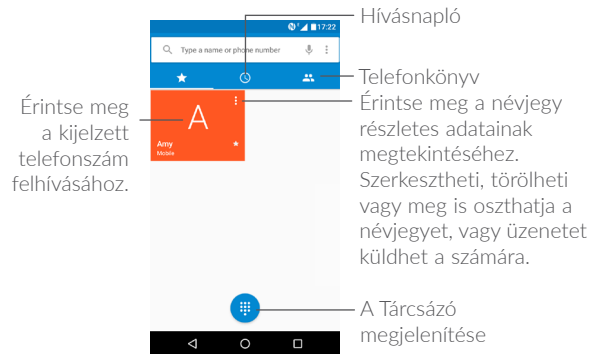 Hívásnapló
17:22
Type a name or phone number
Telefonkönyv
Érintse meg
a kijelzett
telefonszám
felhívásához.
A
Amy
Mobile
Érintse meg a névjegy
részletes adatainak
megtekintéséhez.
Szerkesztheti, törölheti
vagy meg is oszthatja a
névjegyet, vagy üzenetet
küldhet a számára.
A Tárcsázó
megjelenítése